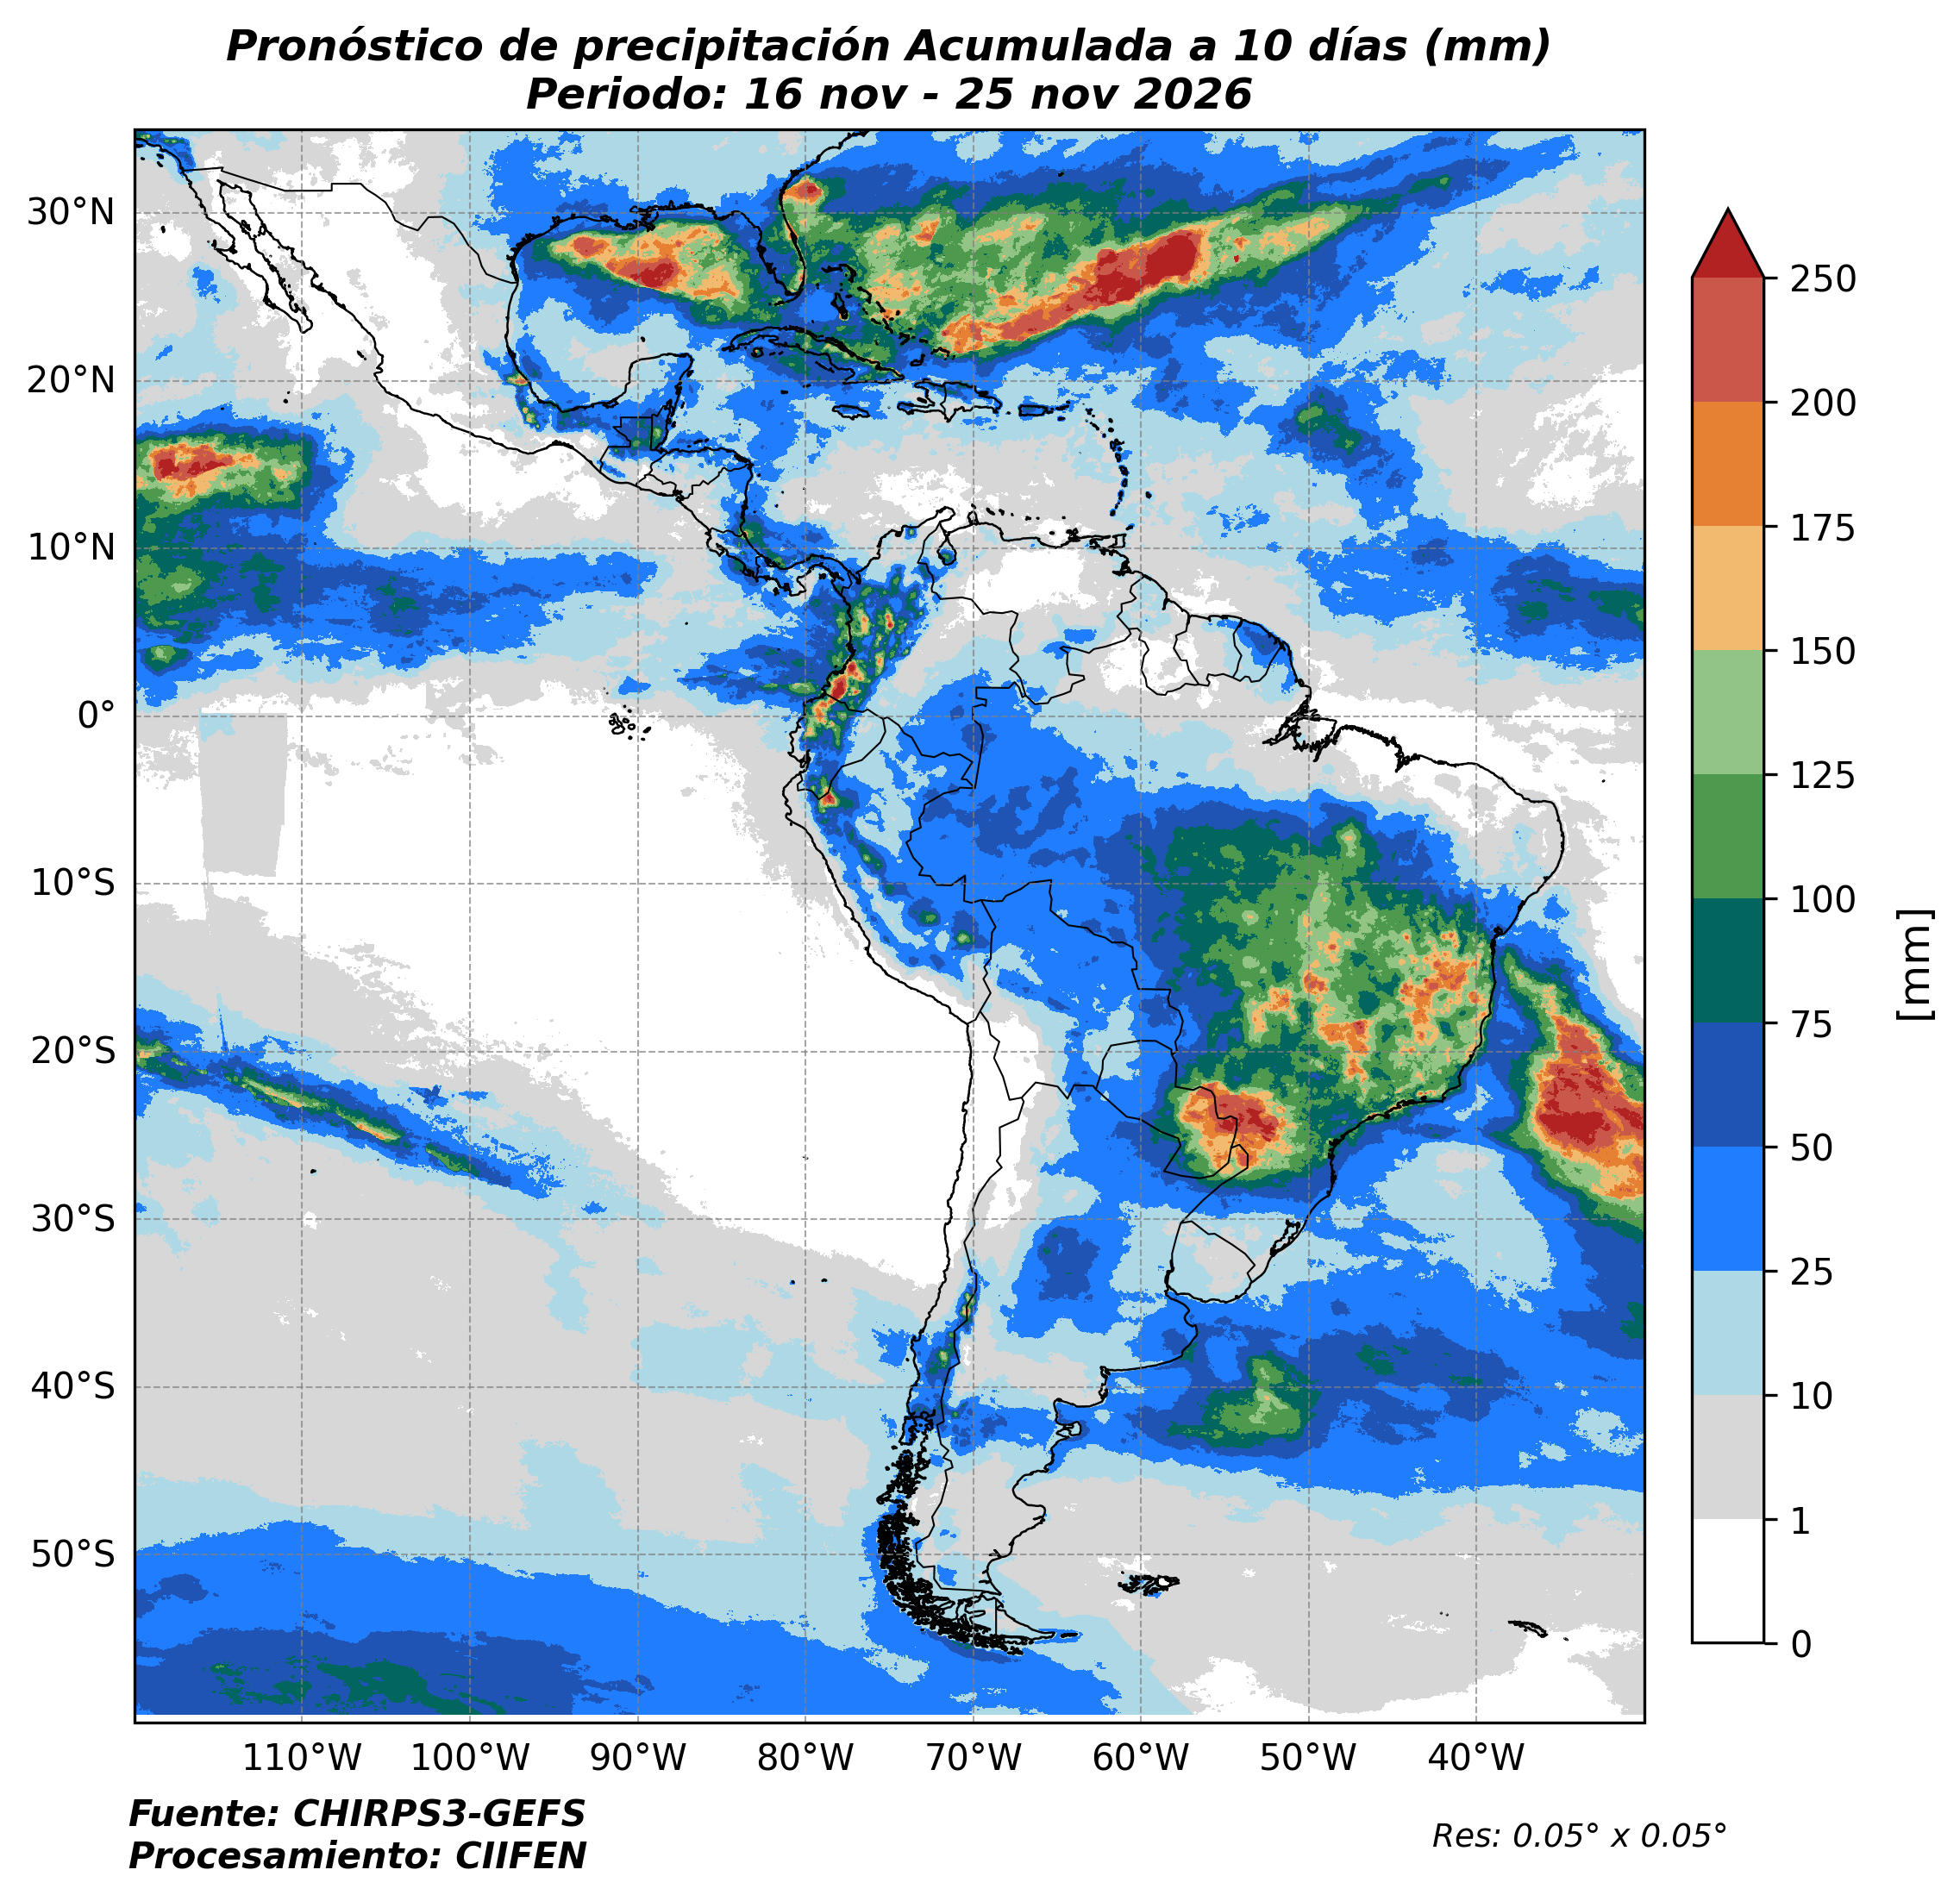 Pronóstico de precipitación Acumulada a 10 días (mm)
Periodo: 16 nov - 25 nov 2026
30°N
20°N
10°N
0°
10°S
20°S
30°S
40°S
50°S
110°W 100°W 90°W 80°W 70°W 60°W 50°W 40°W
250
200
175
150
125
100
75
50
25
10
1
0
[mm]
Fuente: CHIRPS3-GEFS
Procesamiento: CIIFEN
Res: 0.05° x 0.05°